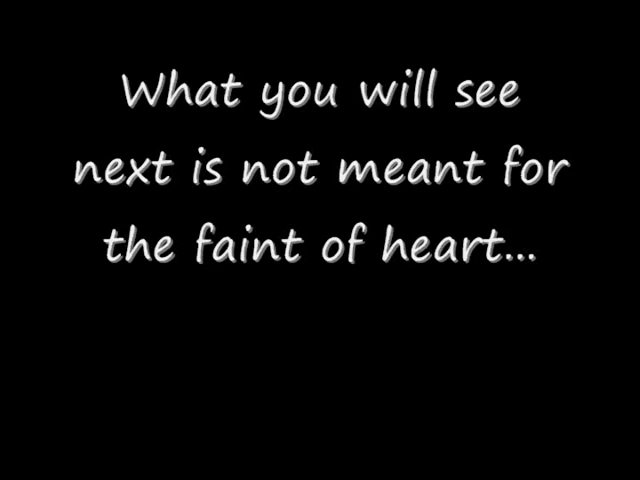 What you will see
next is not meant for
the faint of heart...